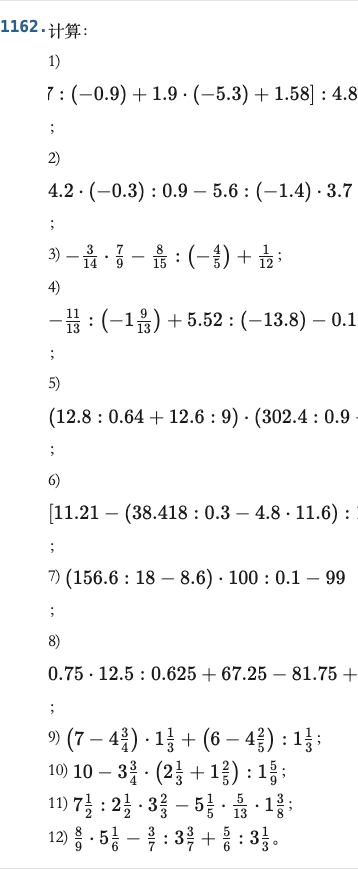 1162. 计算:
1)
7 : (−0.9) + 1.9 · (−5.3) + 1.58] : 4.8
;
2)
4.2 · (−0.3) : 0.9 − 5.6 : (−1.4) · 3.7
;
3) −3/14 · 7/9 − 8/15 : (−4/5) + 1/12;
4)
−11/13 : (−1 9/13) + 5.52 : (−13.8) − 0.1
;
5)
(12.8 : 0.64 + 12.6 : 9) · (302.4 : 0.9
;
6)
[11.21 − (38.418 : 0.3 − 4.8 · 11.6) :
;
7) (156.6 : 18 − 8.6) · 100 : 0.1 − 99
;
8)
0.75 · 12.5 : 0.625 + 67.25 − 81.75 +
;
9) (7 − 4 3/4) · 1 1/3 + (6 − 4 2/5) : 1 1/3;
10) 10 − 3 3/4 · (2 1/3 + 1 2/5) : 1 5/9;
11) 7 1/2 : 2 1/2 · 3 2/3 − 5 1/5 · 5/13 · 1 3/8;
12) 8/9 · 5 1/6 − 3/7 : 3 3/7 + 5/6 : 3 1/3。